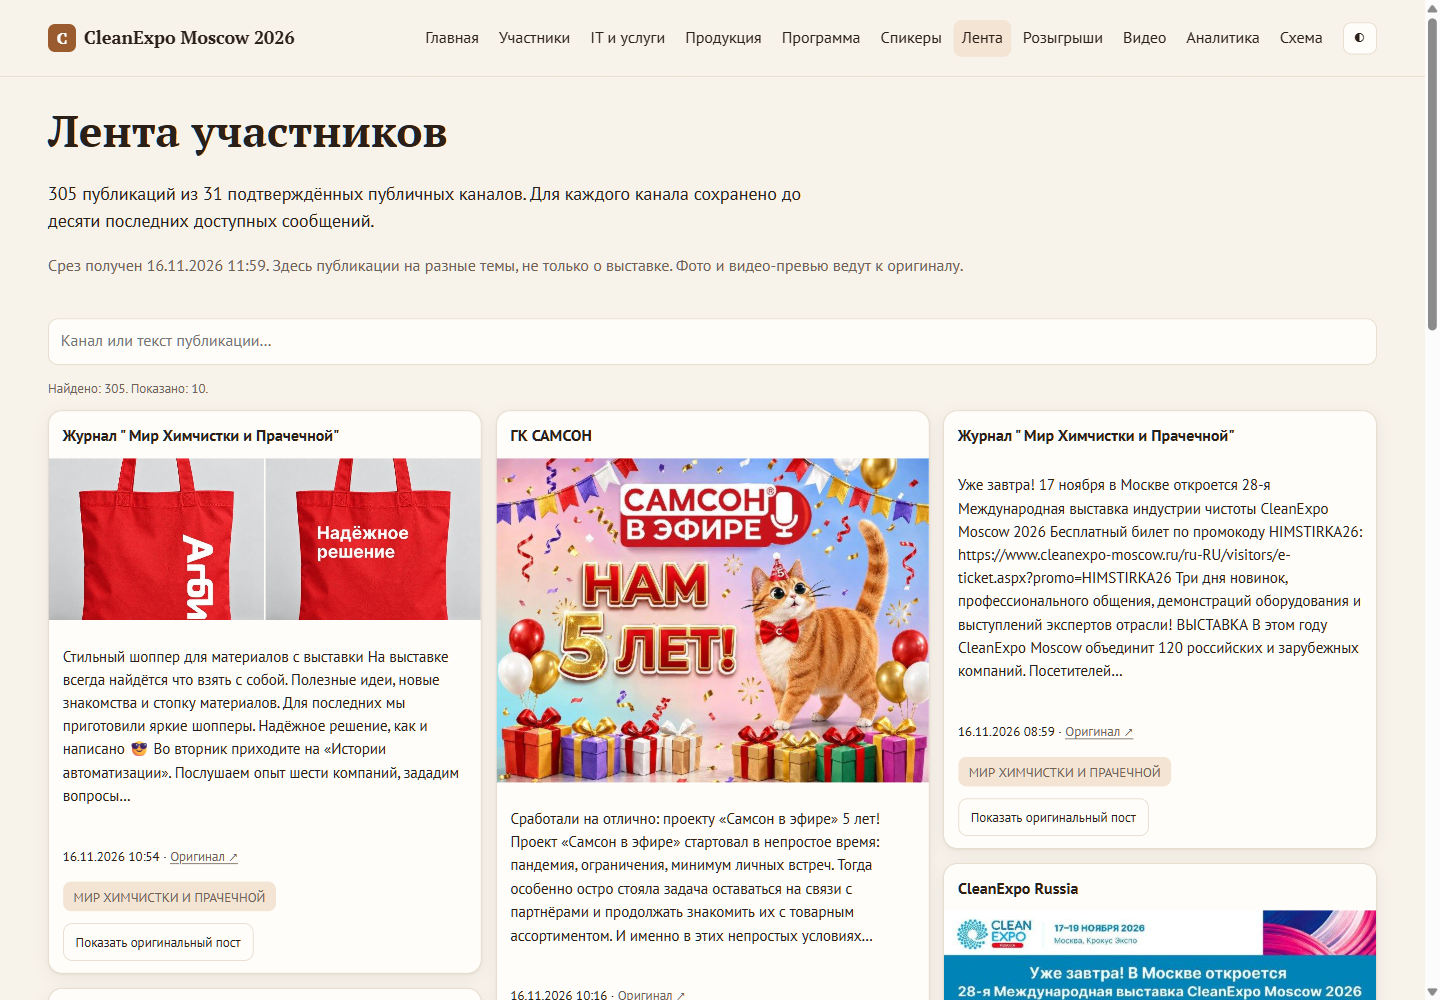 C CleanExpo Moscow 2026
Главная Участники IT и услуги Продукция Программа Спикеры Лента Розыгрыши Видео Аналитика Схема
Лента участников
305 публикаций из 31 подтверждённых публичных каналов. Для каждого канала сохранено до
десяти последних доступных сообщений.
Срез получен 16.11.2026 11:59. Здесь публикации на разные темы, не только о выставке. Фото и видео-превью ведут к оригиналу.
Канал или текст публикации...
Найдено: 305. Показано: 10.
Журнал " Мир Химчистки и Прачечной"
Агби
Надёжное
решение
Стильный шоппер для материалов с выставки На выставке
всегда найдётся что взять с собой. Полезные идеи, новые
знакомства и стопку материалов. Для последних мы
приготовили яркие шопперы. Надёжное решение, как и
написано 😎 Во вторник приходите на «Истории
автоматизации». Послушаем опыт шести компаний, зададим
вопросы...
16.11.2026 10:54 · Оригинал ↗
МИР ХИМЧИСТКИ И ПРАЧЕЧНОЙ
Показать оригинальный пост
ГК САМСОН
САМСОН®
В ЭФИРЕ
НАМ
5 ЛЕТ!
С
Сработали на отлично: проекту «Самсон в эфире» 5 лет!
Проект «Самсон в эфире» стартовал в непростое время:
пандемия, ограничения, минимум личных встреч. Тогда
особенно остро стояла задача оставаться на связи с
партнёрами и продолжать знакомить их с товарным
ассортиментом. И именно в этих непростых условиях...
16.11.2026 10:16 · Оригинал ↗
Журнал " Мир Химчистки и Прачечной"
Уже завтра! 17 ноября в Москве откроется 28-я
Международная выставка индустрии чистоты CleanExpo
Moscow 2026 Бесплатный билет по промокоду HIMSTIRKA26:
https://www.cleanexpo-moscow.ru/ru-RU/visitors/e-
ticket.aspx?promo=HIMSTIRKA26 Три дня новинок,
профессионального общения, демонстраций оборудования и
выступлений экспертов отрасли! ВЫСТАВКА В этом году
CleanExpo Moscow объединит 120 российских и зарубежных
компаний. Посетителей...
16.11.2026 08:59 · Оригинал ↗
МИР ХИМЧИСТКИ И ПРАЧЕЧНОЙ
Показать оригинальный пост
CleanExpo Russia
CLEAN
EXPO
17–19 НОЯБРЯ 2026
Москва, Крокус Экспо
Уже завтра! В Москве откроется
28-я Международная выставка CleanExpo Moscow 2026